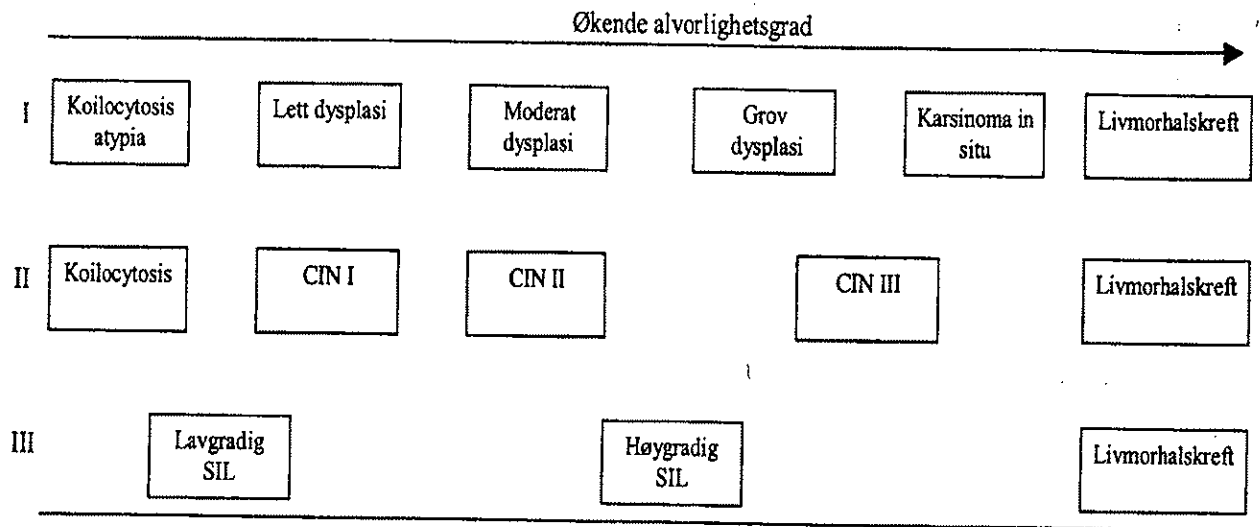 Økende alvorlighetsgrad
I
Koilocytosis
atypia
Lett dysplasi
Moderat
dysplasi
Grov
dysplasi
Karsinoma in
situ
Livmorhalskreft
II
Koilocytosis
CIN I
CIN II
CIN III
Livmorhalskreft
III
Lavgradig
SIL
Høygradig
SIL
Livmorhalskreft